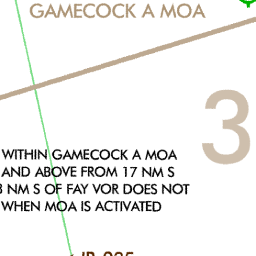 GAMECOCK A MOA
3
WITHIN GAMECOCK A MOA
AND ABOVE FROM 17 NM S
3 NM S OF FAY VOR DOES NOT
WHEN MOA IS ACTIVATED